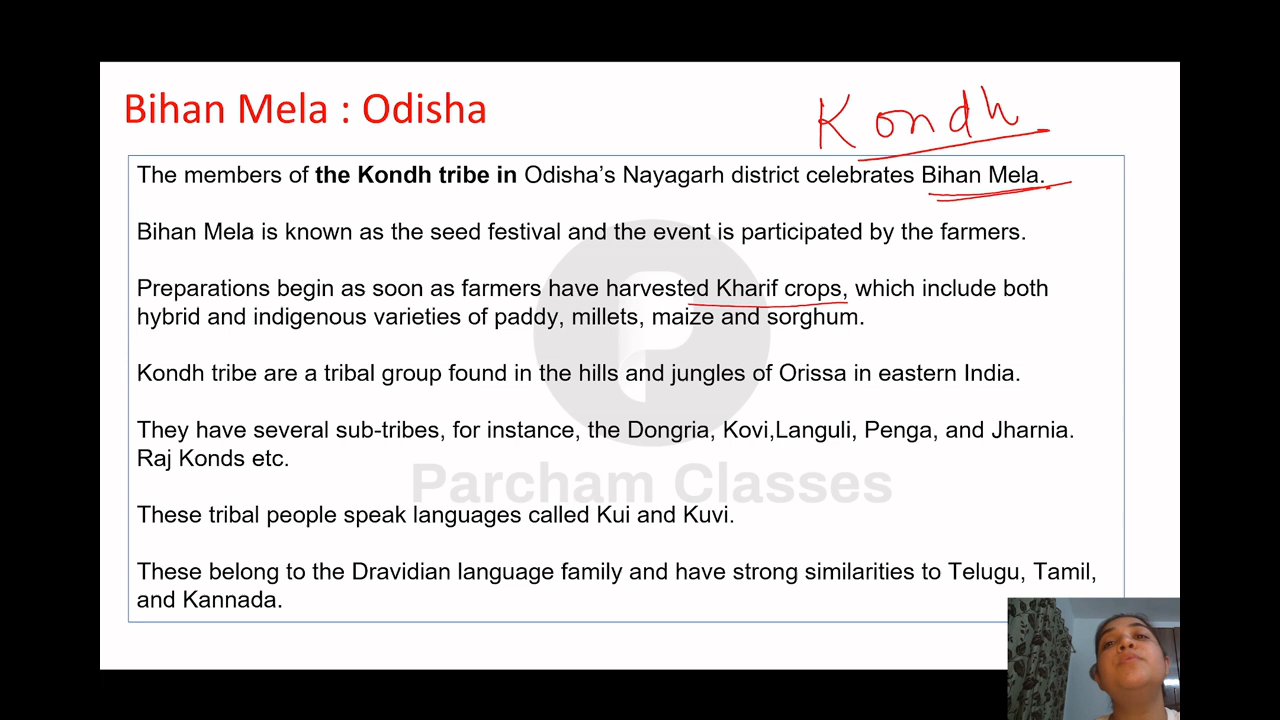 Bihan Mela : Odisha
Kondh
The members of the Kondh tribe in Odisha’s Nayagarh district celebrates Bihan Mela.
Bihan Mela is known as the seed festival and the event is participated by the farmers.
Preparations begin as soon as farmers have harvested Kharif crops, which include both
hybrid and indigenous varieties of paddy, millets, maize and sorghum.
Kondh tribe are a tribal group found in the hills and jungles of Orissa in eastern India.
They have several sub-tribes, for instance, the Dongria, Kovi,Languli, Penga, and Jharnia.
Raj Konds etc.
Parcham Classes
These tribal people speak languages called Kui and Kuvi.
These belong to the Dravidian language family and have strong similarities to Telugu, Tamil,
and Kannada.